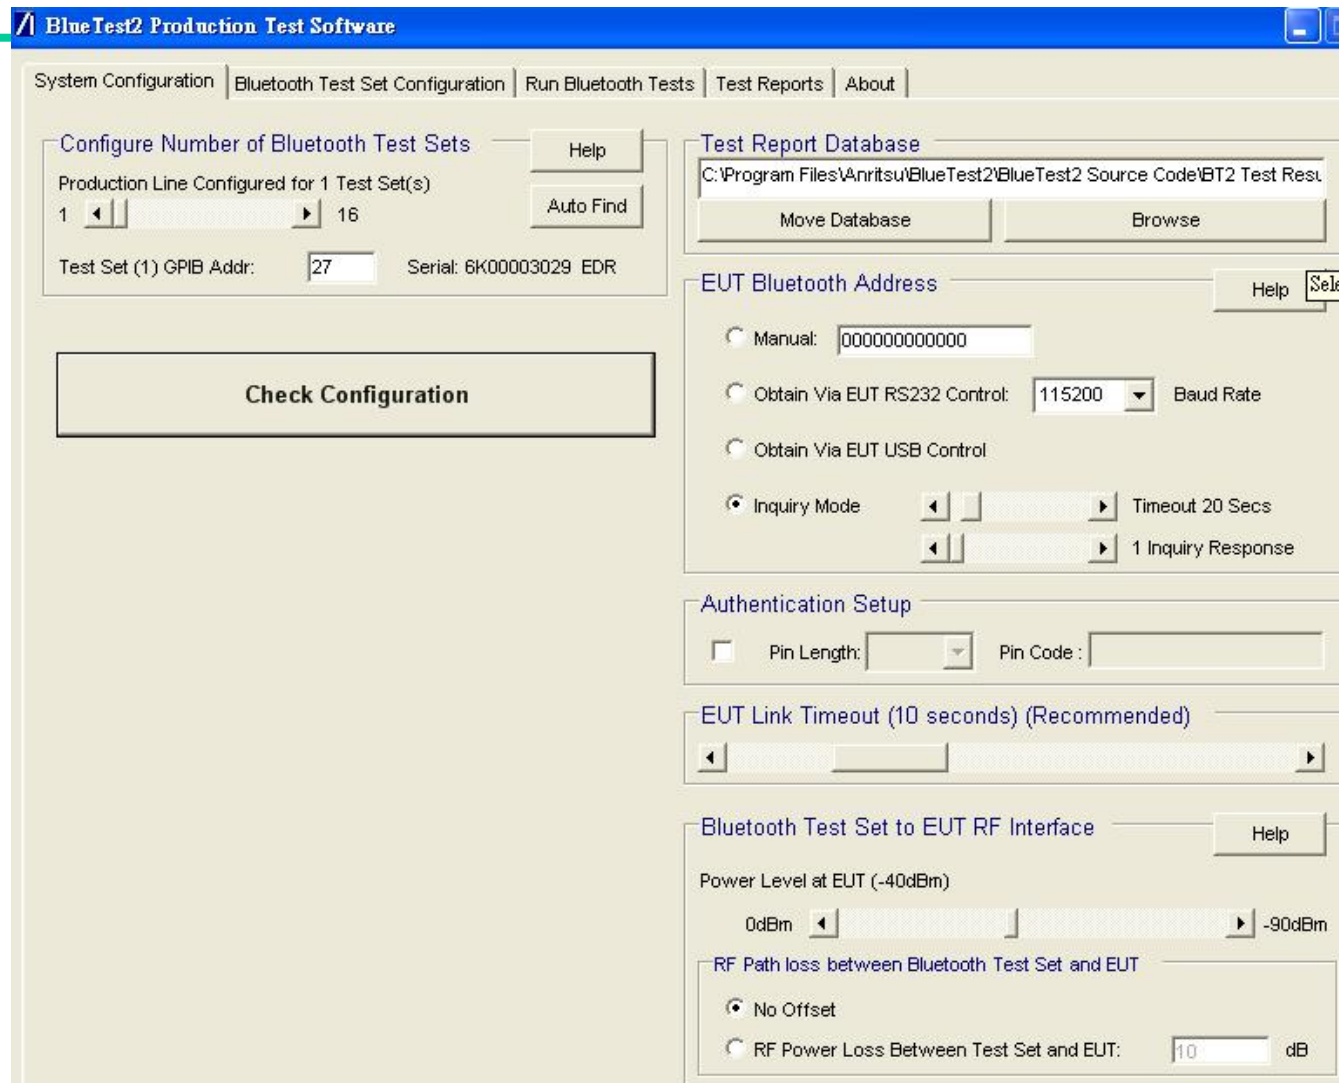 BlueTest2 Production Test Software
System Configuration
Bluetooth Test Set Configuration
Run Bluetooth Tests
Test Reports
About
Configure Number of Bluetooth Test Sets
Help
Production Line Configured for 1 Test Set(s)
1
16
Auto Find
Test Set (1) GPIB Addr:
27
Serial: 6K00003029 EDR
Check Configuration
Test Report Database
C:\Program Files\Anritsu\BlueTest2\BlueTest2 Source Code\BT2 Test Resu
Move Database
Browse
EUT Bluetooth Address
Help
Sele
Manual:
000000000000
Obtain Via EUT RS232 Control:
115200
Baud Rate
Obtain Via EUT USB Control
Inquiry Mode
Timeout 20 Secs
1 Inquiry Response
Authentication Setup
Pin Length:
Pin Code :
EUT Link Timeout (10 seconds) (Recommended)
Bluetooth Test Set to EUT RF Interface
Help
Power Level at EUT (-40dBm)
0dBm
-90dBm
RF Path loss between Bluetooth Test Set and EUT
No Offset
RF Power Loss Between Test Set and EUT:
10
dB